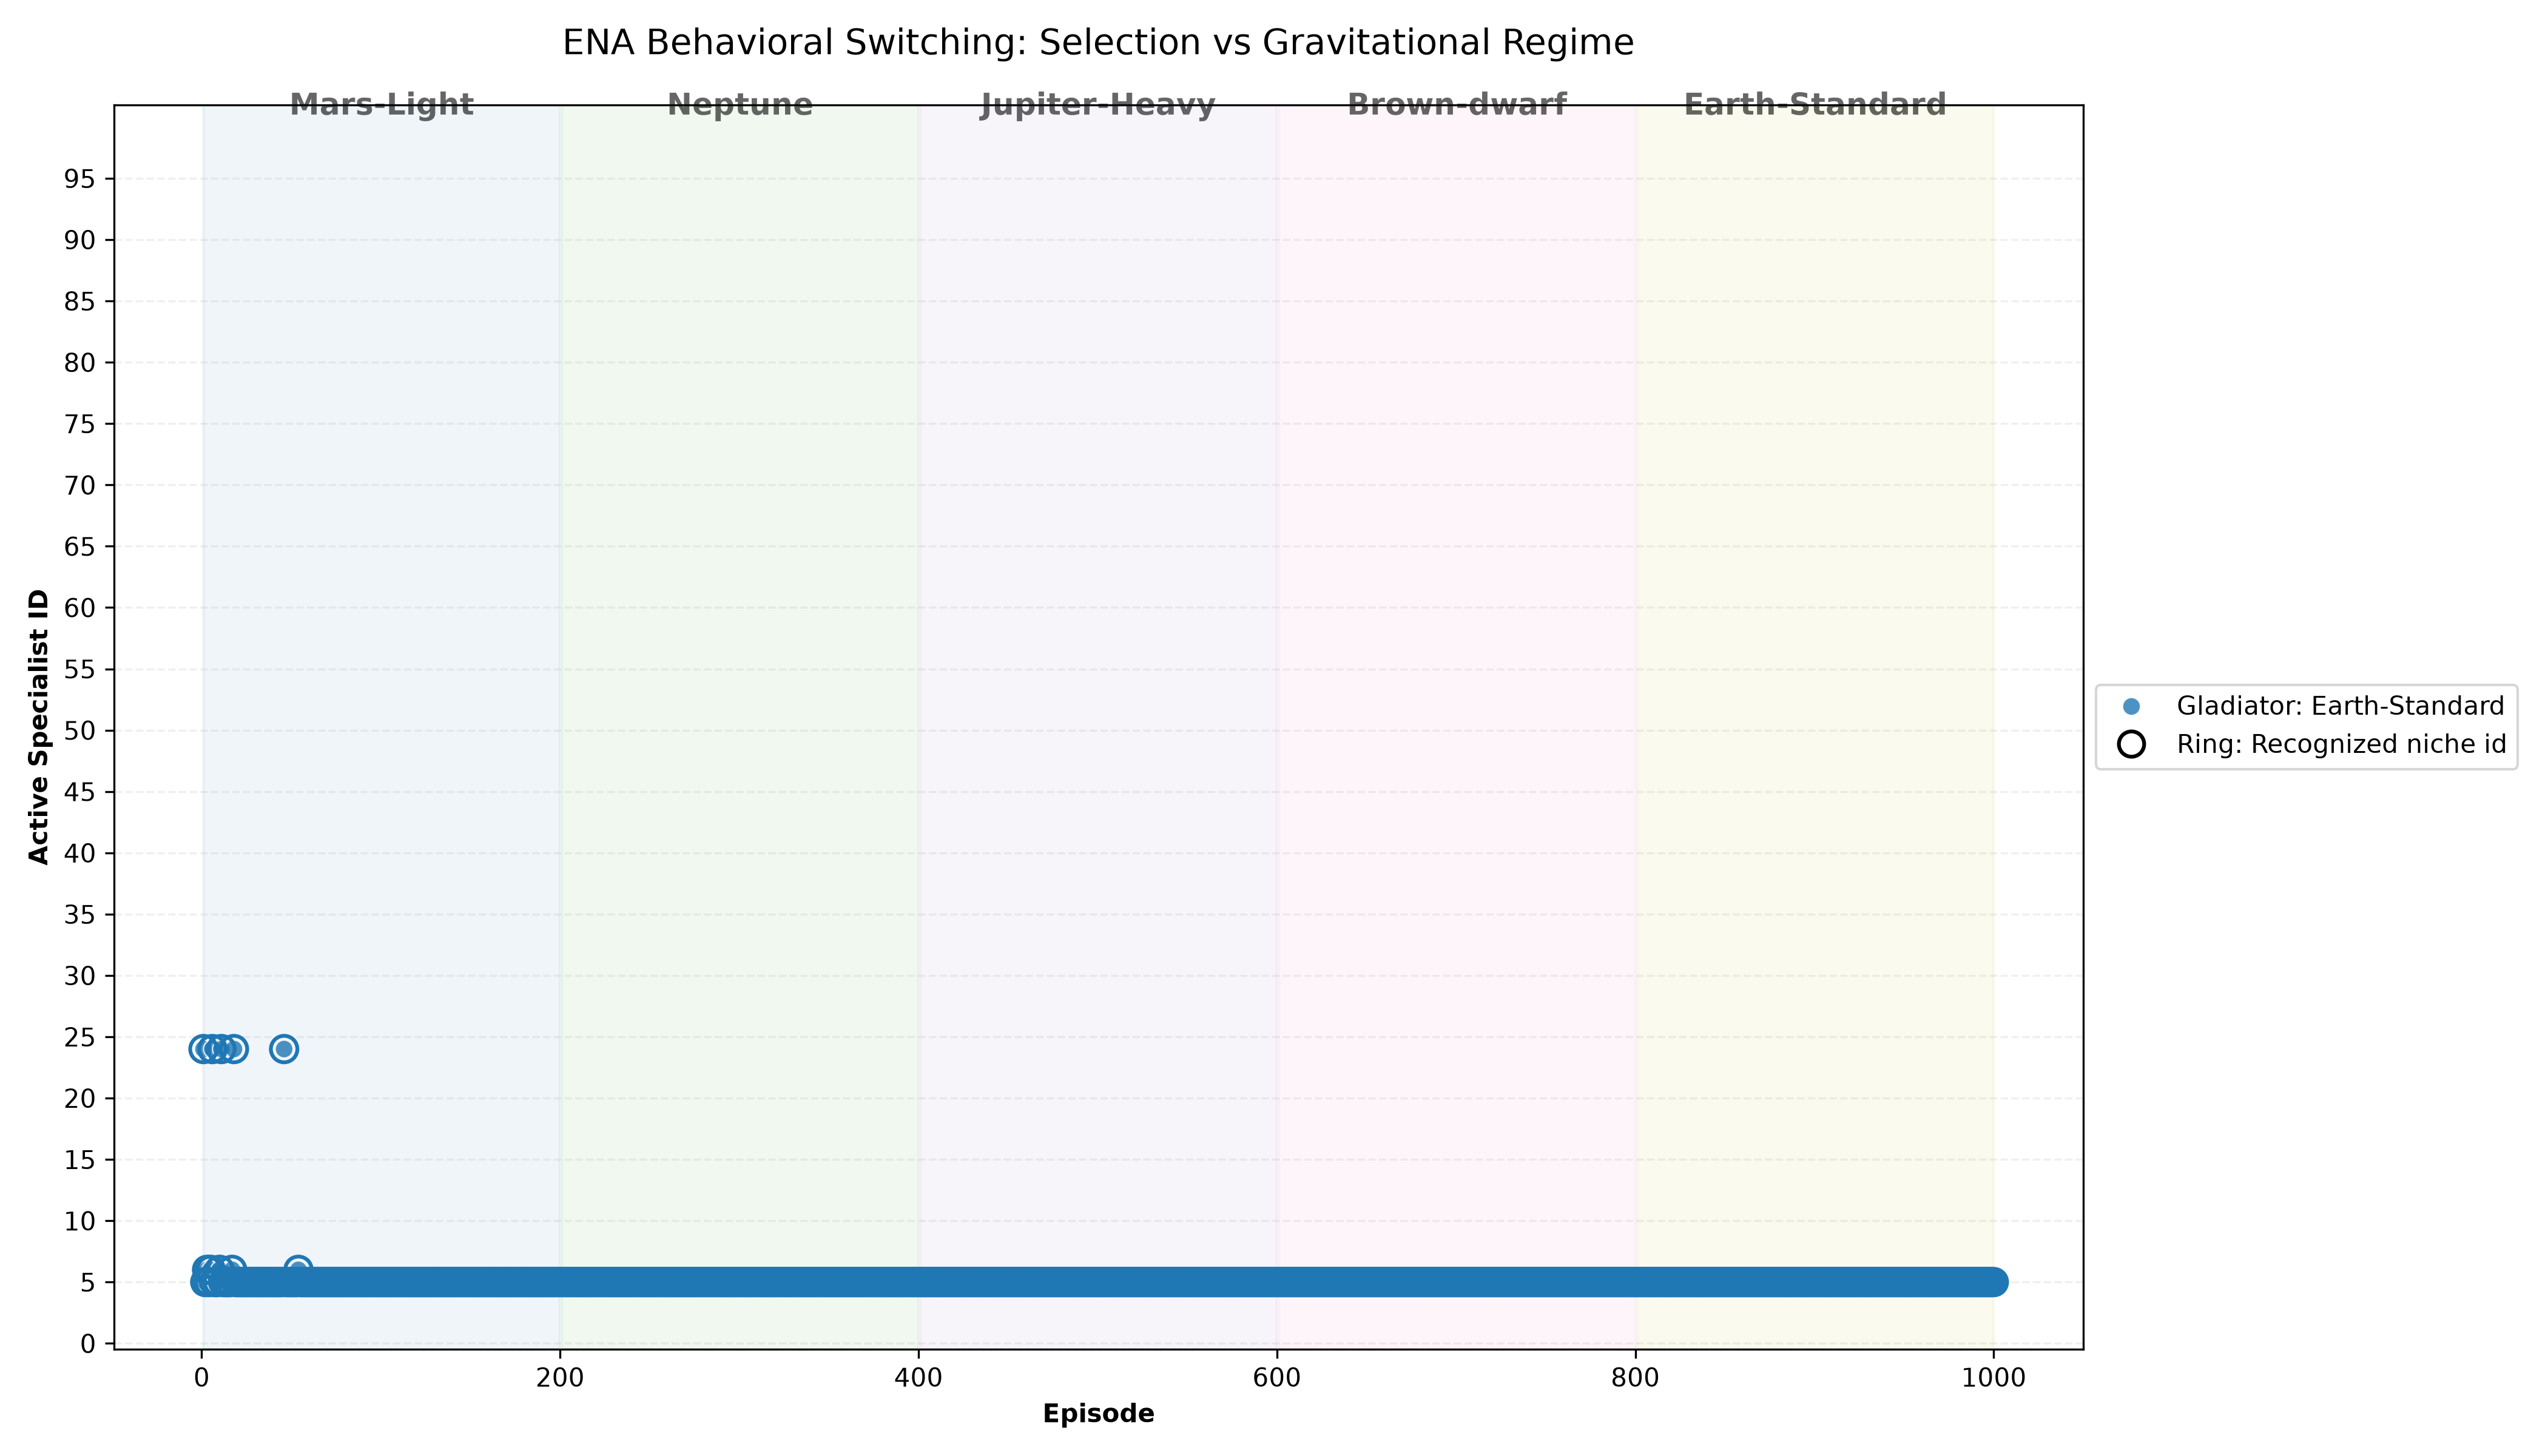 ENA Behavioral Switching: Selection vs Gravitational Regime
Mars-Light
Neptune
Jupiter-Heavy
Brown-dwarf
Earth-Standard
Active Specialist ID
95
90
85
80
75
70
65
60
55
50
45
40
35
30
25
20
15
10
5
0
0
200
400
600
800
1000
Episode
Gladiator: Earth-Standard
Ring: Recognized niche id